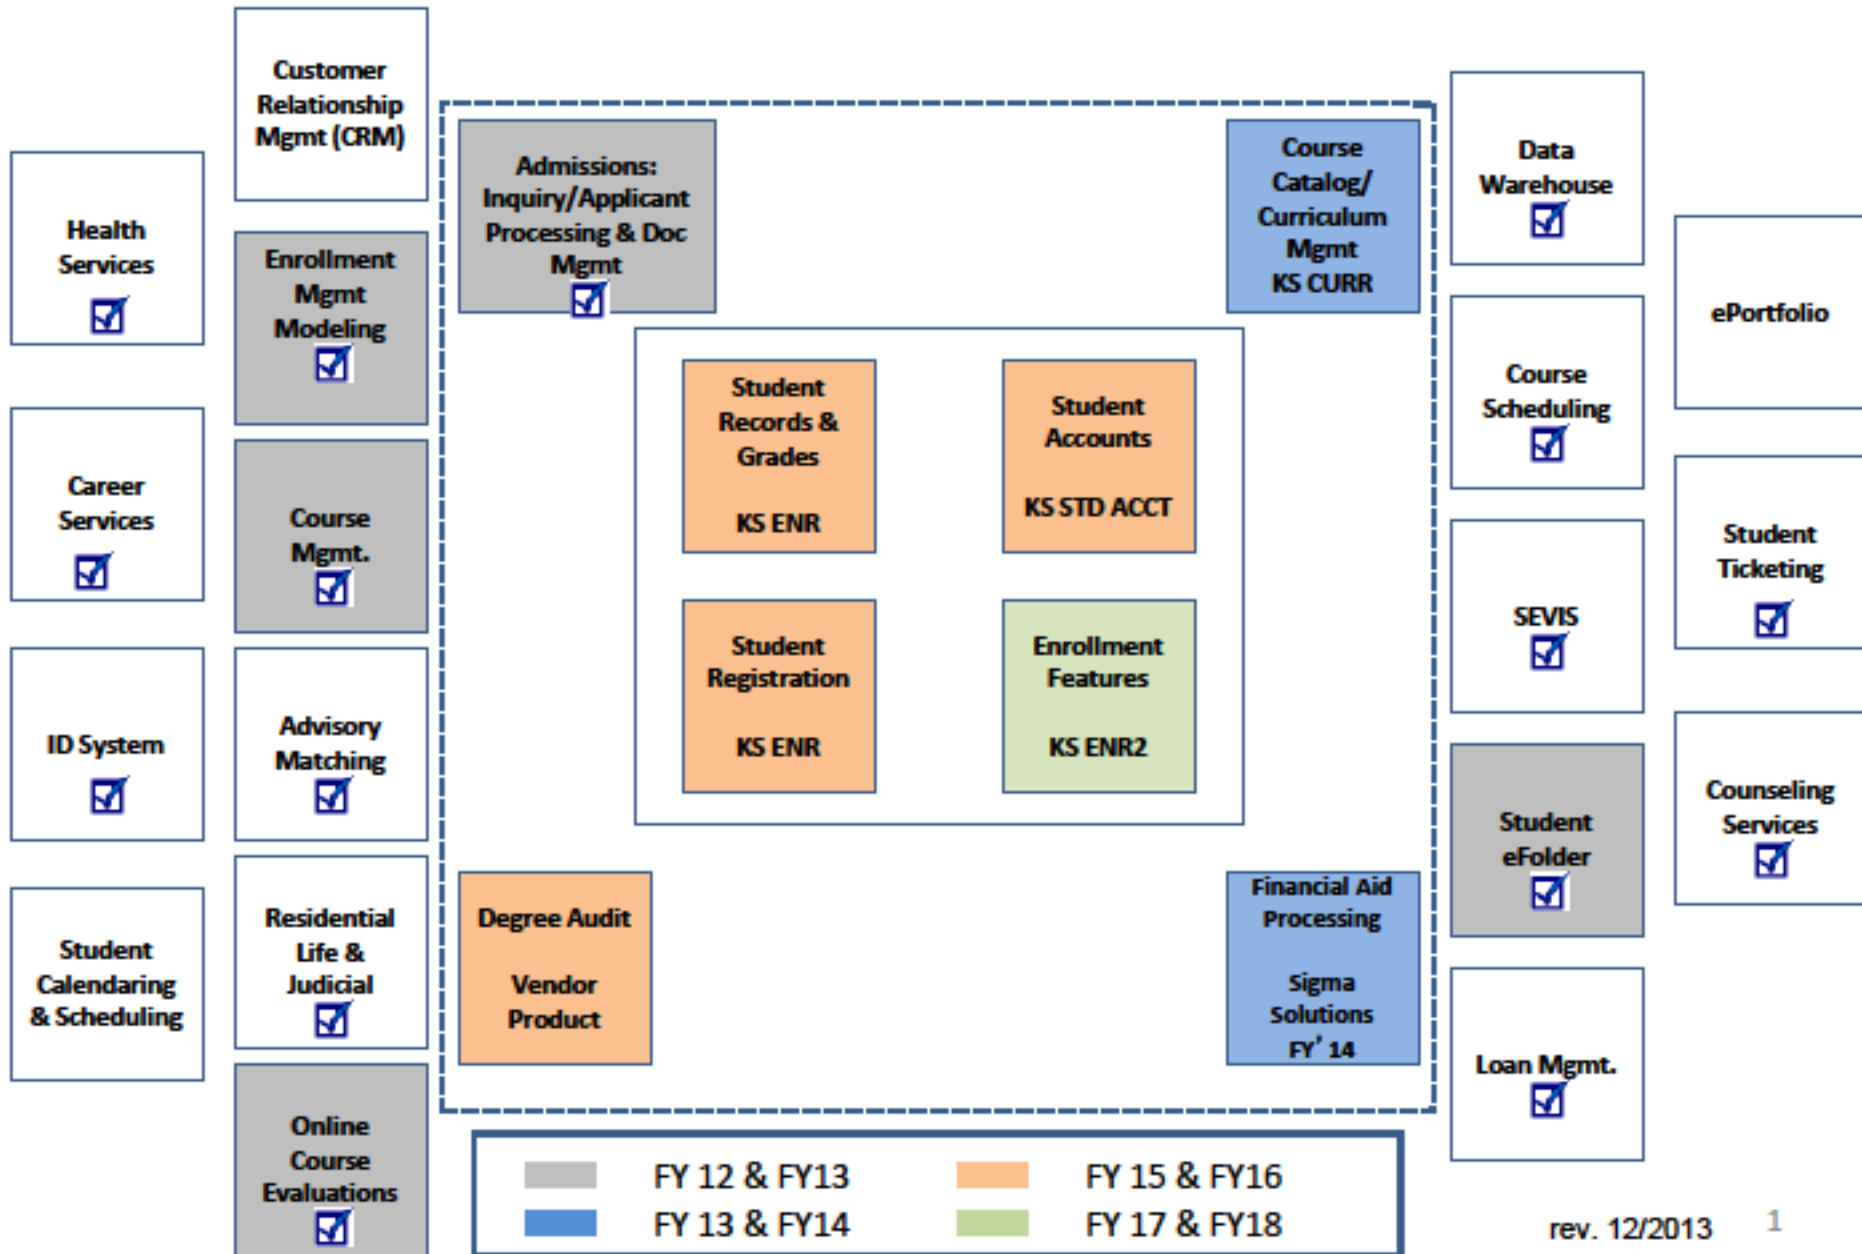 Customer
Relationship
Mgmt (CRM)
Health
Services
Enrollment
Mgmt
Modeling
Career
Services
Course
Mgmt.
ID System
Advisory
Matching
Student
Calendaring
& Scheduling
Residential
Life &
Judicial
Online
Course
Evaluations
Admissions:
Inquiry/Applicant
Processing & Doc
Mgmt
Course
Catalog/
Curriculum
Mgmt
KS CURR
Student
Records &
Grades
KS ENR
Student
Accounts
KS STD ACCT
Student
Registration
KS ENR
Enrollment
Features
KS ENR2
Degree Audit
Vendor
Product
Financial Aid
Processing
Sigma
Solutions
FY' 14
Data
Warehouse
ePortfolio
Course
Scheduling
Student
Ticketing
SEVIS
Counseling
Services
Student
eFolder
Loan Mgmt.
FY 12 & FY13
FY 15 & FY16
FY 13 & FY14
FY 17 & FY18
rev. 12/2013
1